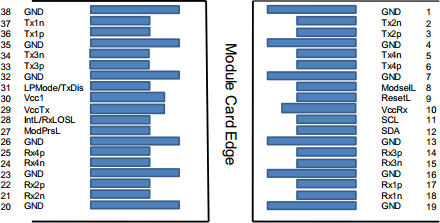 38 GND
37 Tx1n
36 Tx1p
35 GND
34 Tx3n
33 Tx3p
32 GND
31 LPMode/TxDis
30 Vcc1
29 VccTx
28 IntL/RxLOSL
27 ModPrsL
26 GND
25 Rx4p
24 Rx4n
23 GND
22 Rx2p
21 Rx2n
20 GND
Module Card Edge
GND 1
Tx2n 2
Tx2p 3
GND 4
Tx4n 5
Tx4p 6
GND 7
ModselL 8
ResetL 9
VccRx 10
SCL 11
SDA 12
GND 13
Rx3p 14
Rx3n 15
GND 16
Rx1p 17
Rx1n 18
GND 19